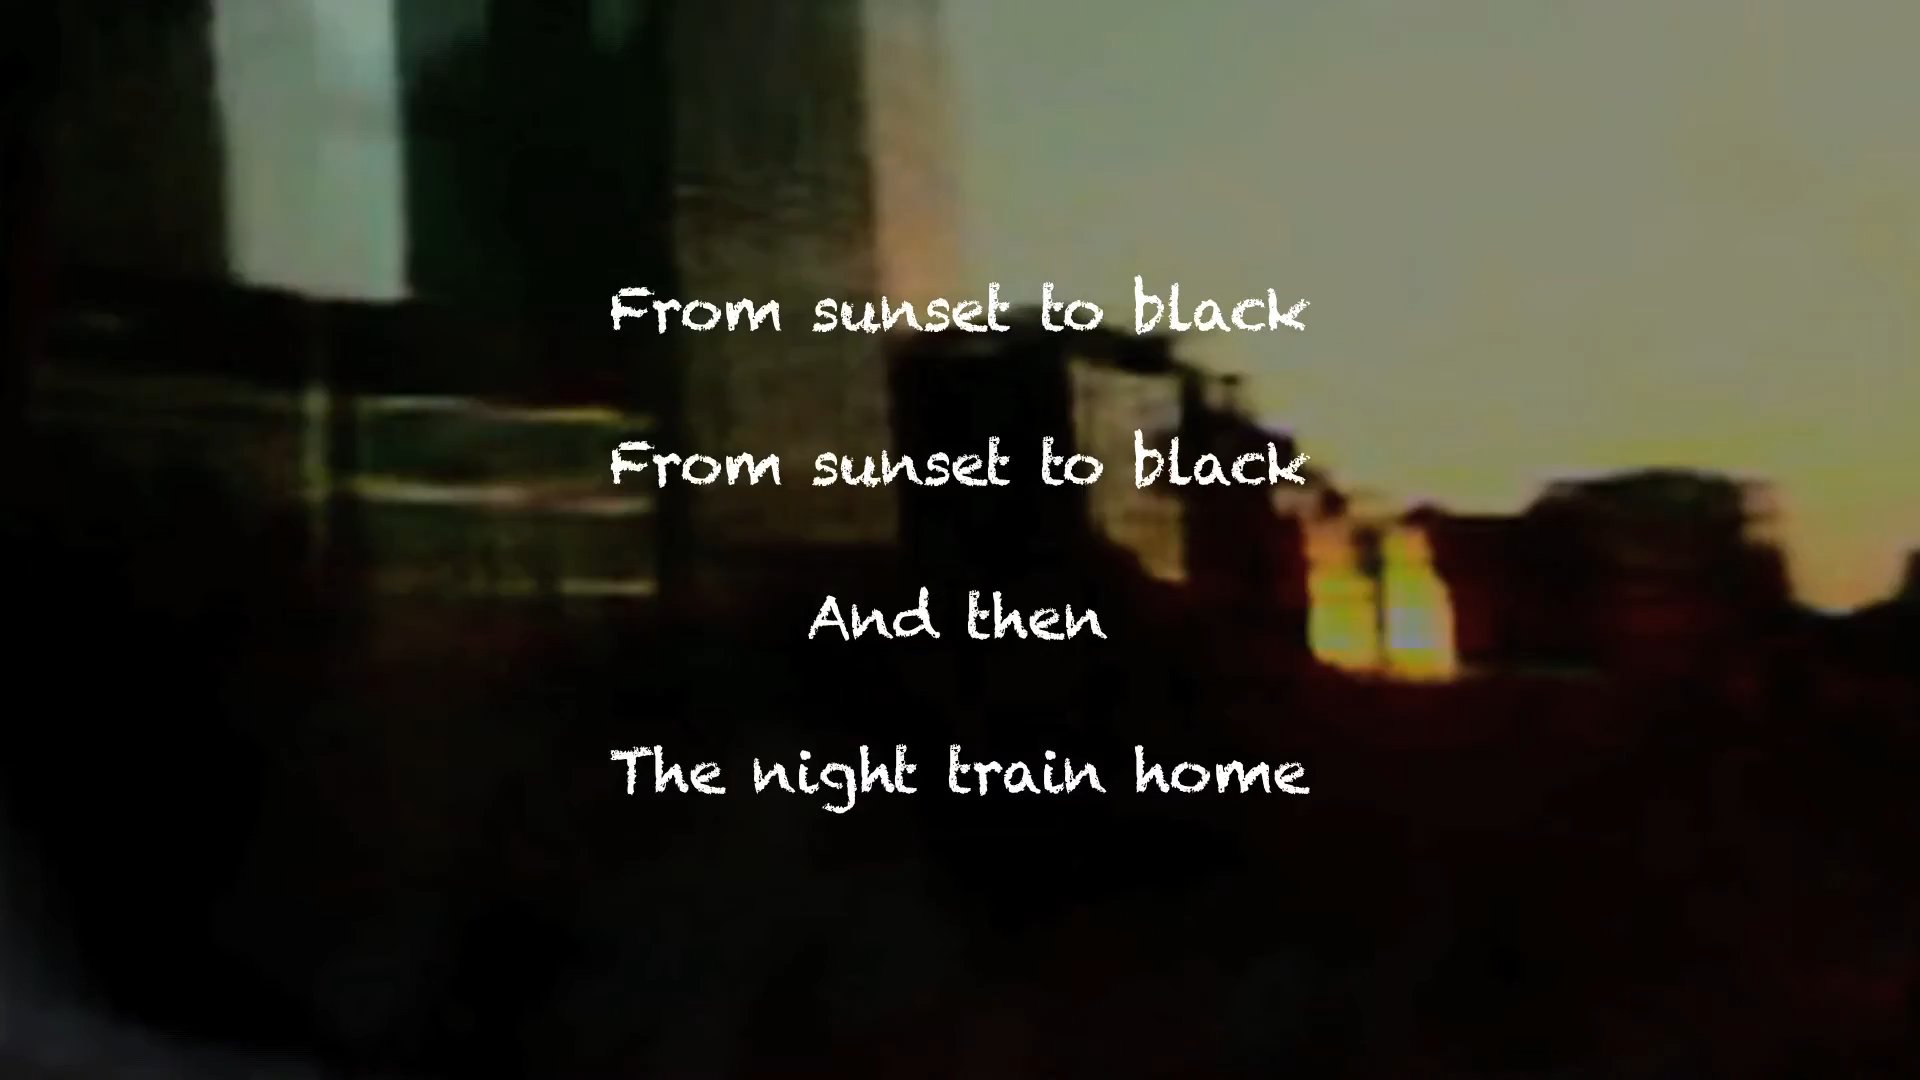 From sunset to black
From sunset to black
And then
The night train home